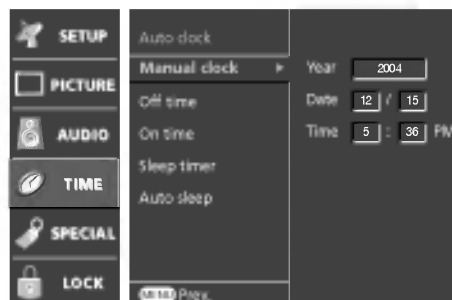 SETUP
PICTURE
AUDIO
TIME
SPECIAL
LOCK
Auto clock
Manual clock ►
Off time
On time
Sleep timer
Auto sleep
MENU Prev.
Year 2004
Date 12 / 15
Time 5 : 36 PM